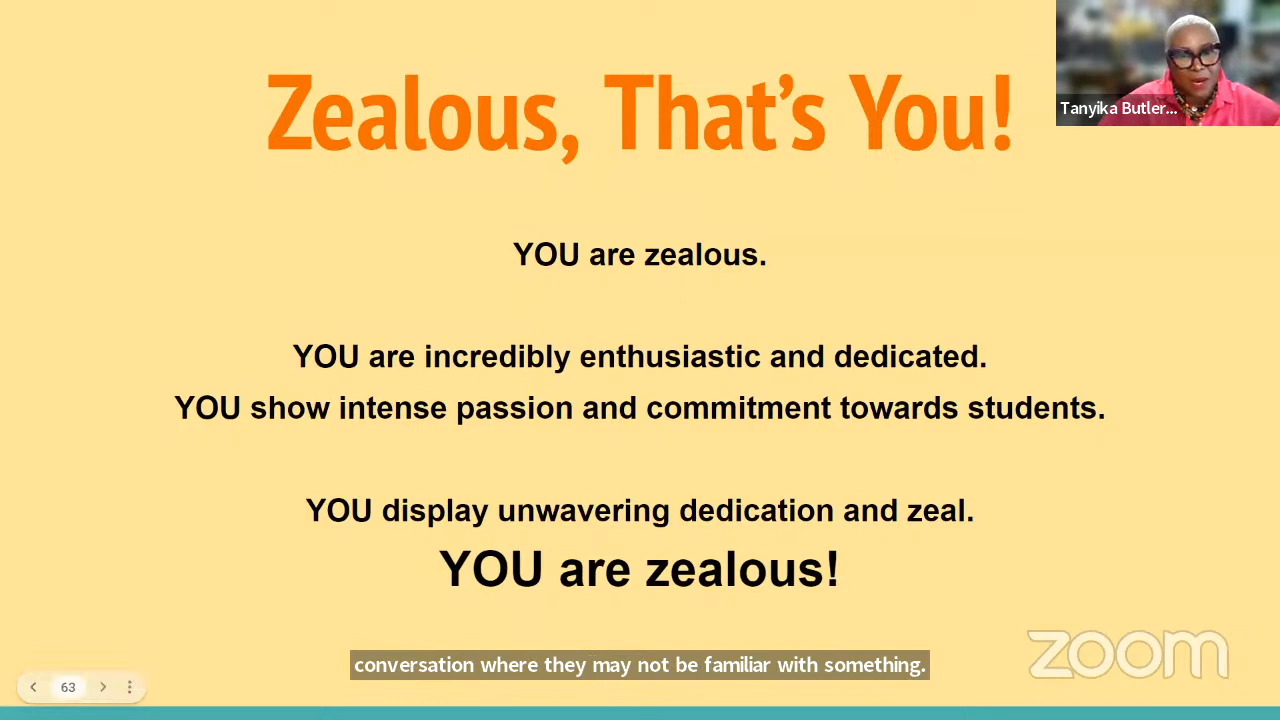 Zealous, That's You!
Tanyika Butler...
YOU are zealous.
YOU are incredibly enthusiastic and dedicated.
YOU show intense passion and commitment towards students.
YOU display unwavering dedication and zeal.
YOU are zealous!
conversation where they may not be familiar with something.
zoom
63